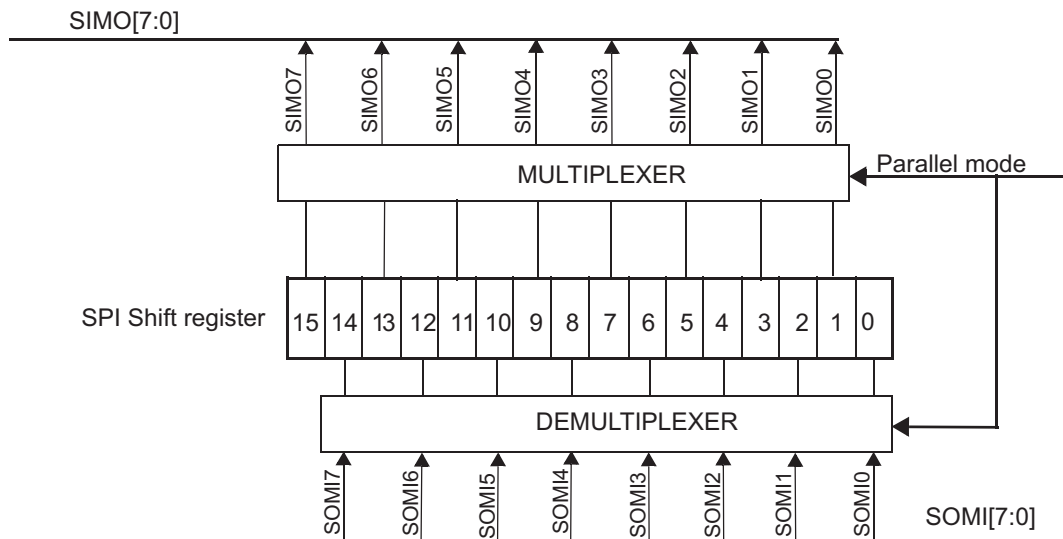 SIMO[7:0]
SIMO7
SIMO6
SIMO5
SIMO4
SIMO3
SIMO2
SIMO1
SIMO0
MULTIPLEXER
Parallel mode
SPI Shift register
15 14 13 12 11 10 9 8 7 6 5 4 3 2 1 0
DEMULTIPLEXER
SOMI7
SOMI6
SOMI5
SOMI4
SOMI3
SOMI2
SOMI1
SOMI0
SOMI[7:0]